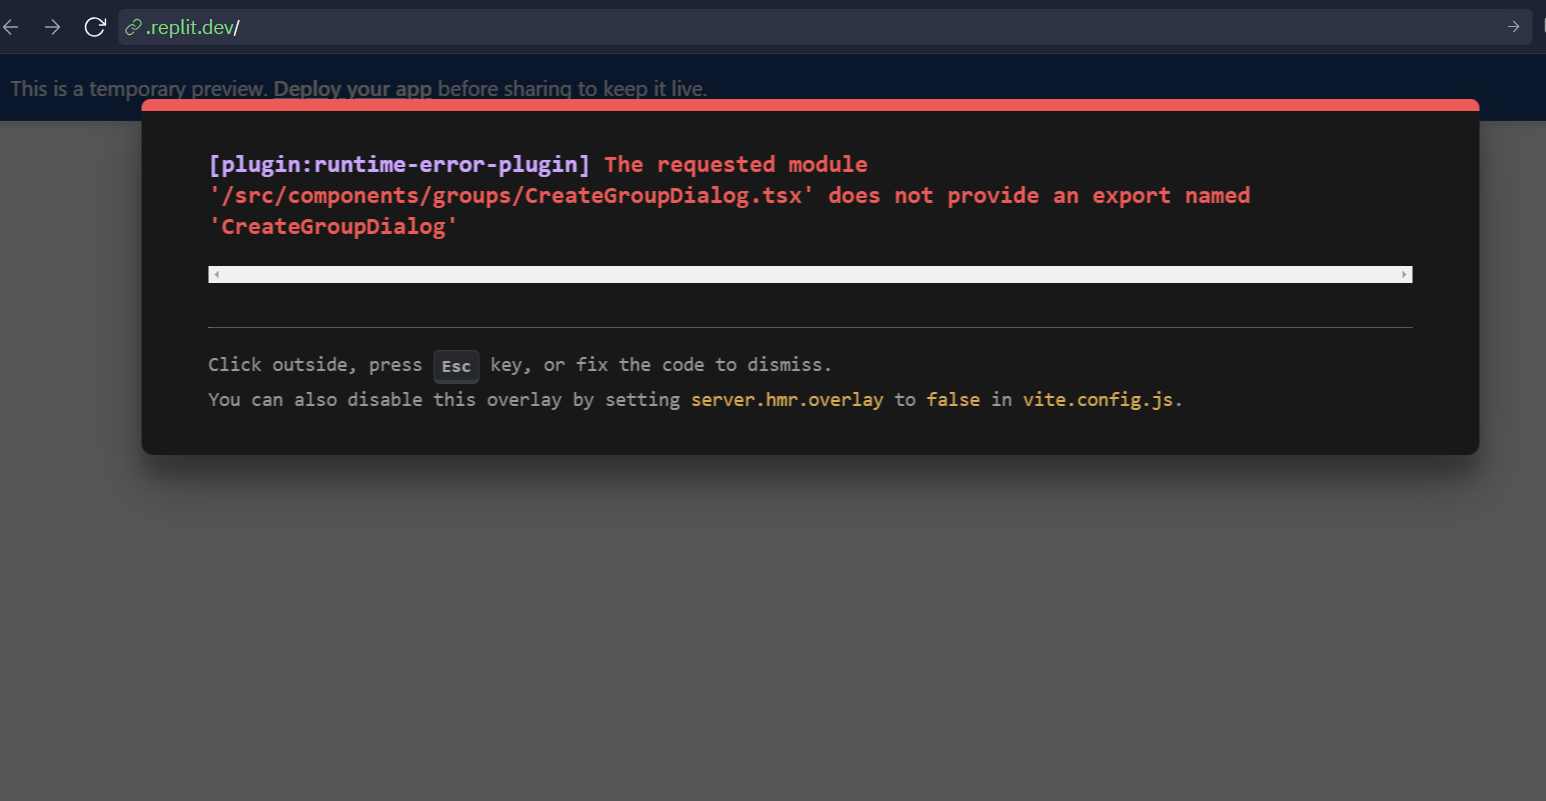 .replit.dev/
This is a temporary preview. Deploy your app before sharing to keep it live.
[plugin:runtime-error-plugin] The requested module
'/src/components/groups/CreateGroupDialog.tsx' does not provide an export named
'CreateGroupDialog'
Click outside, press Esc key, or fix the code to dismiss.
You can also disable this overlay by setting server.hmr.overlay to false in vite.config.js.